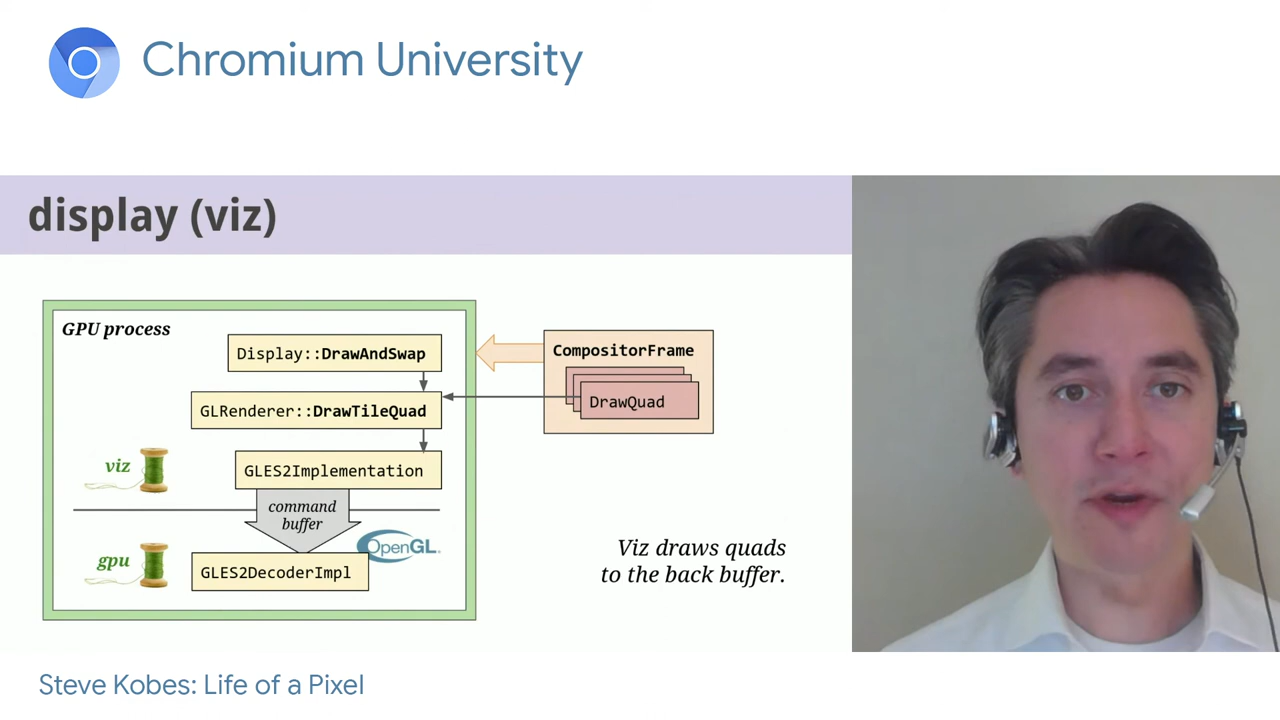 Chromium University
display (viz)
GPU process
Display::DrawAndSwap
GLRenderer::DrawTileQuad
GLES2Implementation
viz
command
buffer
gpu
OpenGL.
GLES2DecoderImpl
CompositorFrame
DrawQuad
Viz draws quads
to the back buffer.
Steve Kobes: Life of a Pixel